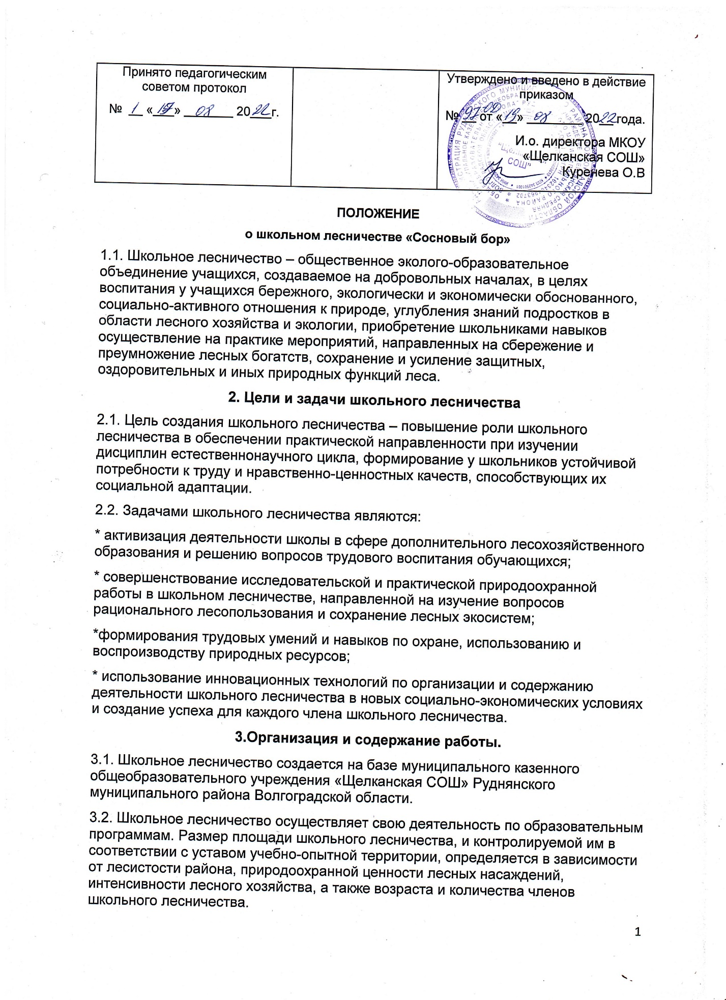 Принято педагогическим
советом протокол
№ 1 «17» 08 2022г.
Утверждено и введено в действие
приказом
№ 97-ОД от «19» 08 2022года.
И.о. директора МКОУ
«Щелканская СОШ»
Куренева О.В
"Щелканская
СОШ"
ПОЛОЖЕНИЕ
о школьном лесничестве «Сосновый бор»
1.1. Школьное лесничество – общественное эколого-образовательное
объединение учащихся, создаваемое на добровольных началах, в целях
воспитания у учащихся бережного, экологически и экономически обоснованного,
социально-активного отношения к природе, углубления знаний подростков в
области лесного хозяйства и экологии, приобретение школьниками навыков
осуществление на практике мероприятий, направленных на сбережение и
преумножение лесных богатств, сохранение и усиление защитных,
оздоровительных и иных природных функций леса.
2. Цели и задачи школьного лесничества
2.1. Цель создания школьного лесничества – повышение роли школьного
лесничества в обеспечении практической направленности при изучении
дисциплин естественнонаучного цикла, формирование у школьников устойчивой
потребности к труду и нравственно-ценностных качеств, способствующих их
социальной адаптации.
2.2. Задачами школьного лесничества являются:
* активизация деятельности школы в сфере дополнительного лесохозяйственного
образования и решению вопросов трудового воспитания обучающихся;
* совершенствование исследовательской и практической природоохранной
работы в школьном лесничестве, направленной на изучение вопросов
рационального лесопользования и сохранение лесных экосистем;
*формирования трудовых умений и навыков по охране, использованию и
воспроизводству природных ресурсов;
* использование инновационных технологий по организации и содержанию
деятельности школьного лесничества в новых социально-экономических условиях
и создание успеха для каждого члена школьного лесничества.
3.Организация и содержание работы.
3.1. Школьное лесничество создается на базе муниципального казенного
общеобразовательного учреждения «Щелканская СОШ» Руднянского
муниципального района Волгоградской области.
3.2. Школьное лесничество осуществляет свою деятельность по образовательным
программам. Размер площади школьного лесничества, и контролируемой им в
соответствии с уставом учебно-опытной территории, определяется в зависимости
от лесистости района, природоохранной ценности лесных насаждений,
интенсивности лесного хозяйства, а также возраста и количества членов
школьного лесничества.
1